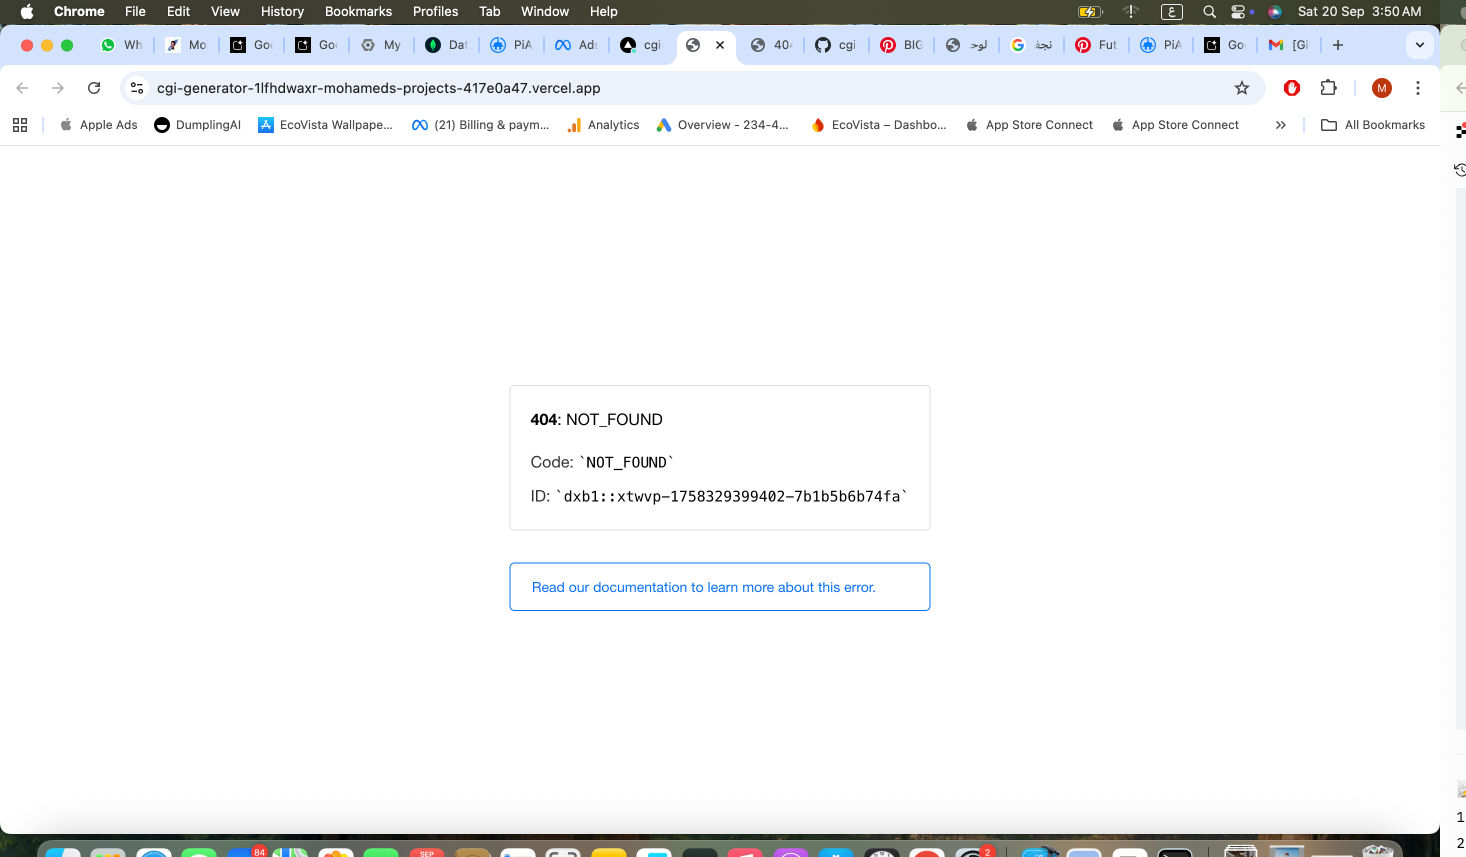 Chrome File Edit View History Bookmarks Profiles Tab Window Help ع Sat 20 Sep 3:50 AM
Wh Mo Go Go My Dat PiA Ads cgi 404 cgi BIG لوح نجة Fut PiA Go [Gi
cgi-generator-1lfhdwaxr-mohameds-projects-417e0a47.vercel.app M
Apple Ads DumplingAI EcoVista Wallpape... (21) Billing & paym... Analytics Overview - 234-4... EcoVista – Dashbo... App Store Connect App Store Connect All Bookmarks
404: NOT_FOUND
Code: `NOT_FOUND`
ID: `dxb1::xtwvp-1758329399402-7b1b5b6b74fa`
Read our documentation to learn more about this error.
1
2
84 SEP 2